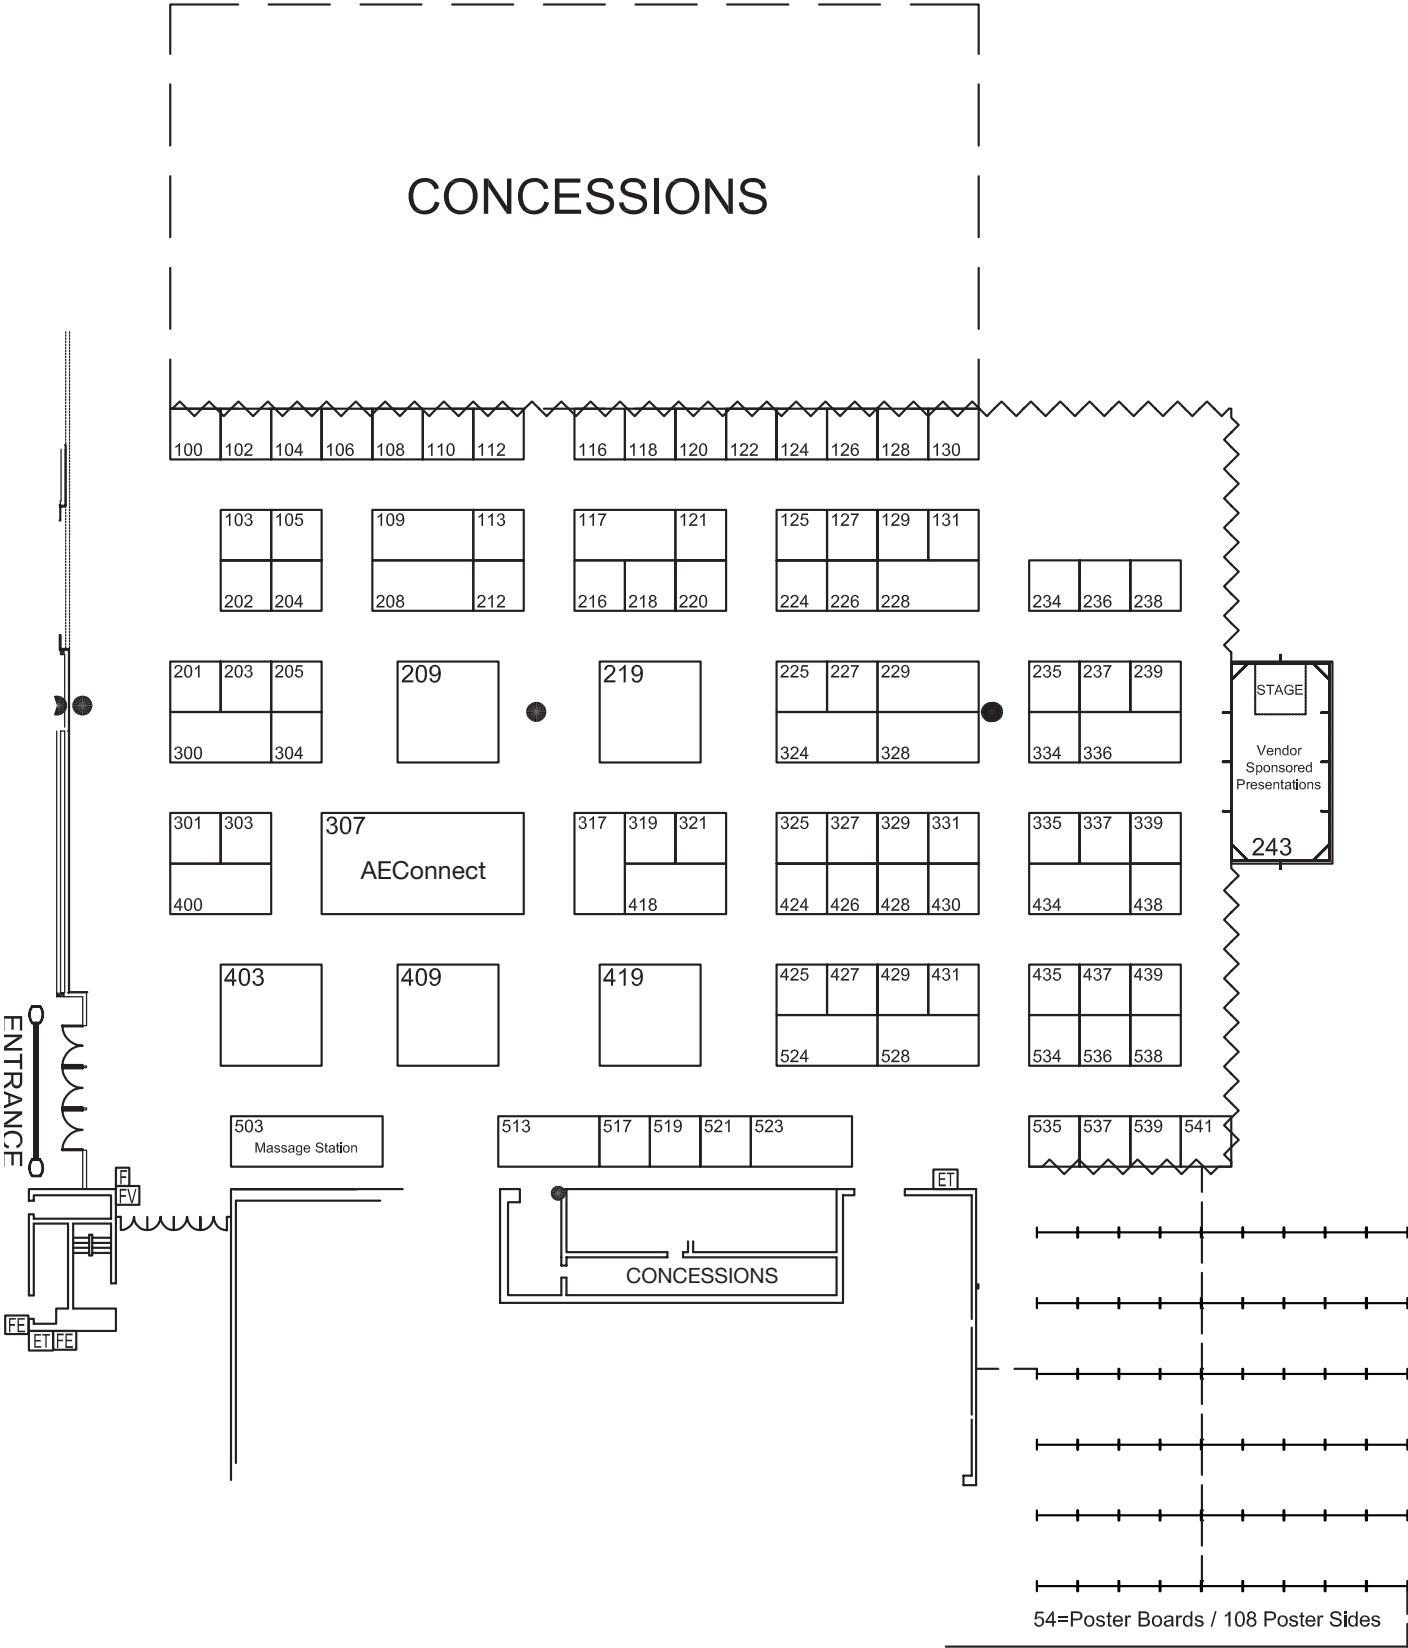 CONCESSIONS
100 102 104 106 108 110 112 116 118 120 122 124 126 128 130
103 105 109 113 117 121 125 127 129 131
202 204 208 212 216 218 220 224 226 228 234 236 238
201 203 205 209 219 225 227 229 235 237 239
STAGE
300 304 324 328 334 336
Vendor
Sponsored
Presentations
243
301 303 307 317 319 321 325 327 329 331 335 337 339
AEConnect
400 418 424 426 428 430 434 438
403 409 419 425 427 429 431 435 437 439
524 528 534 536 538
ENTRANCE
503 513 517 519 521 523 535 537 539 541
Massage Station
F
FV
ET
CONCESSIONS
FE
ET FE
54=Poster Boards / 108 Poster Sides